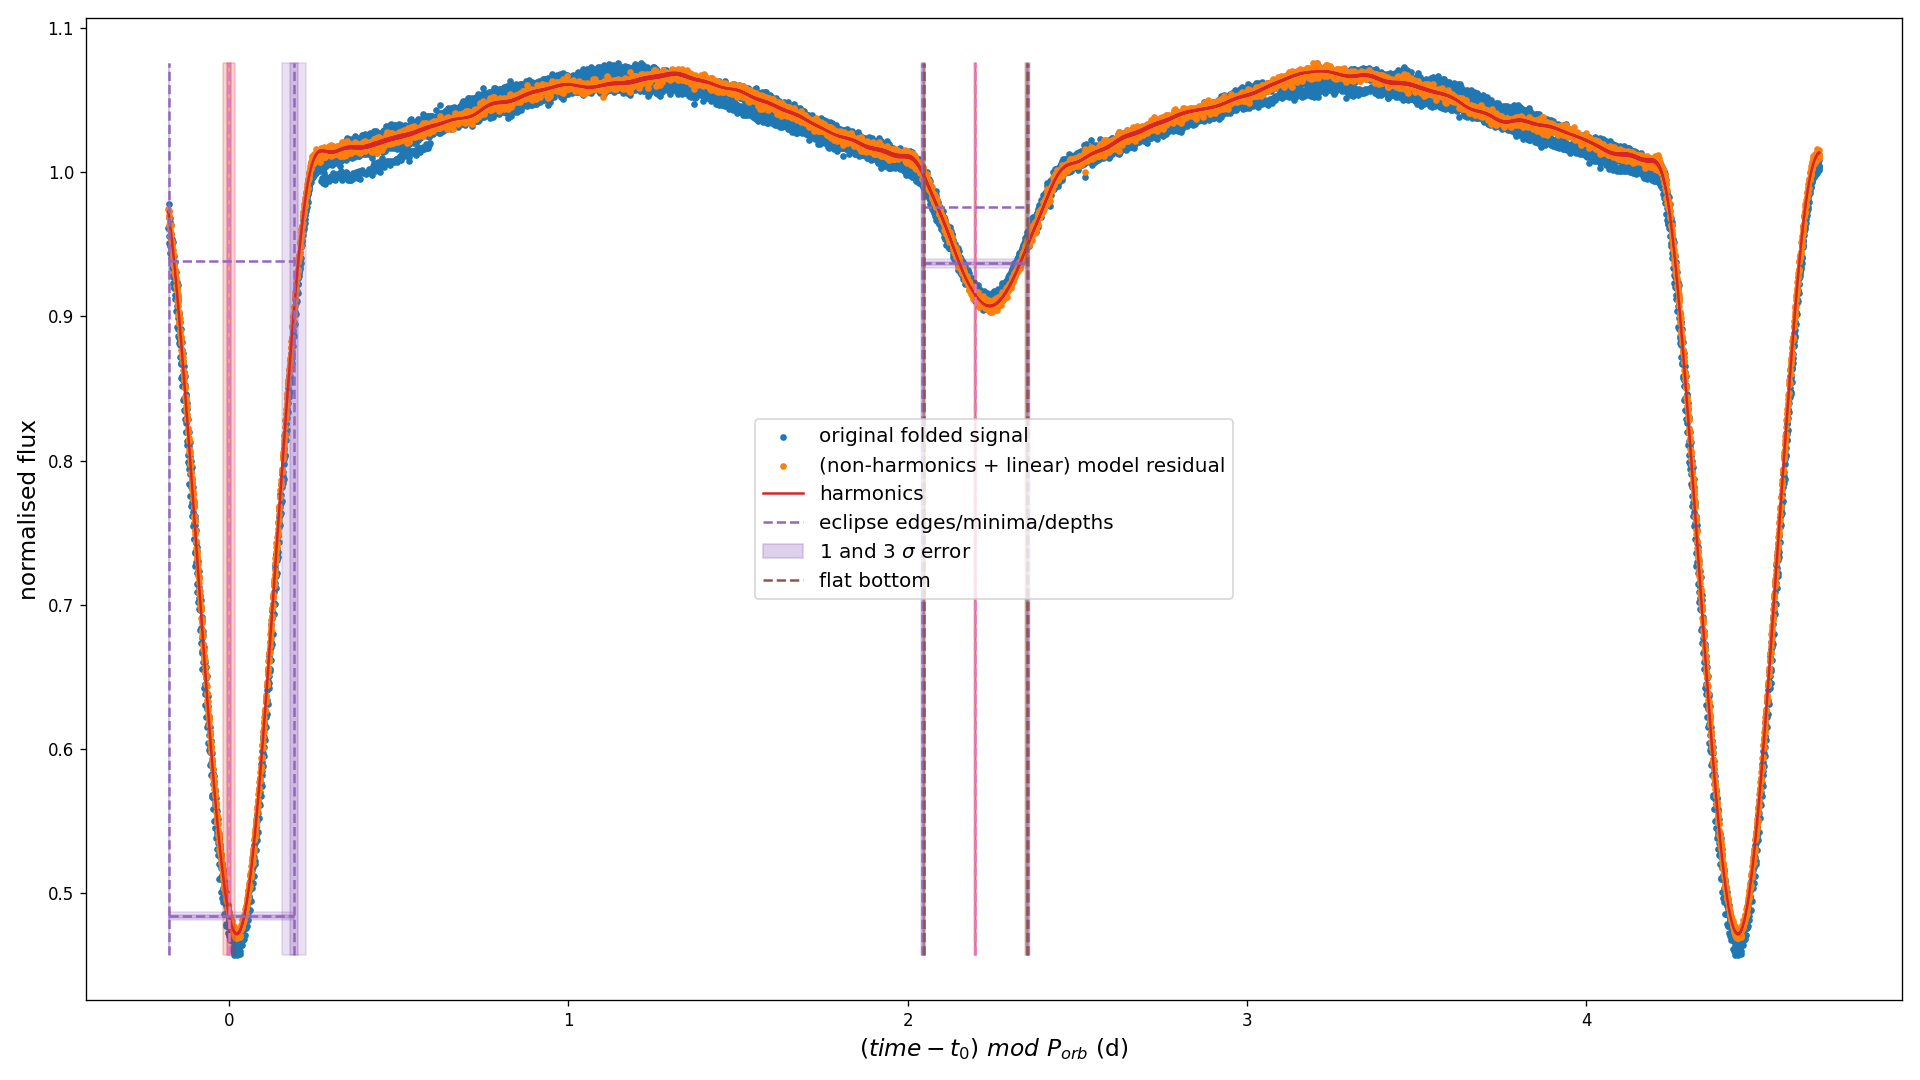 1.1
1.0
0.9
0.8
0.7
0.6
0.5
normalised flux
original folded signal
(non-harmonics + linear) model residual
harmonics
eclipse edges/minima/depths
1 and 3 σ error
flat bottom
0 1 2 3 4
(time − t₀) mod Pₒᵣb (d)